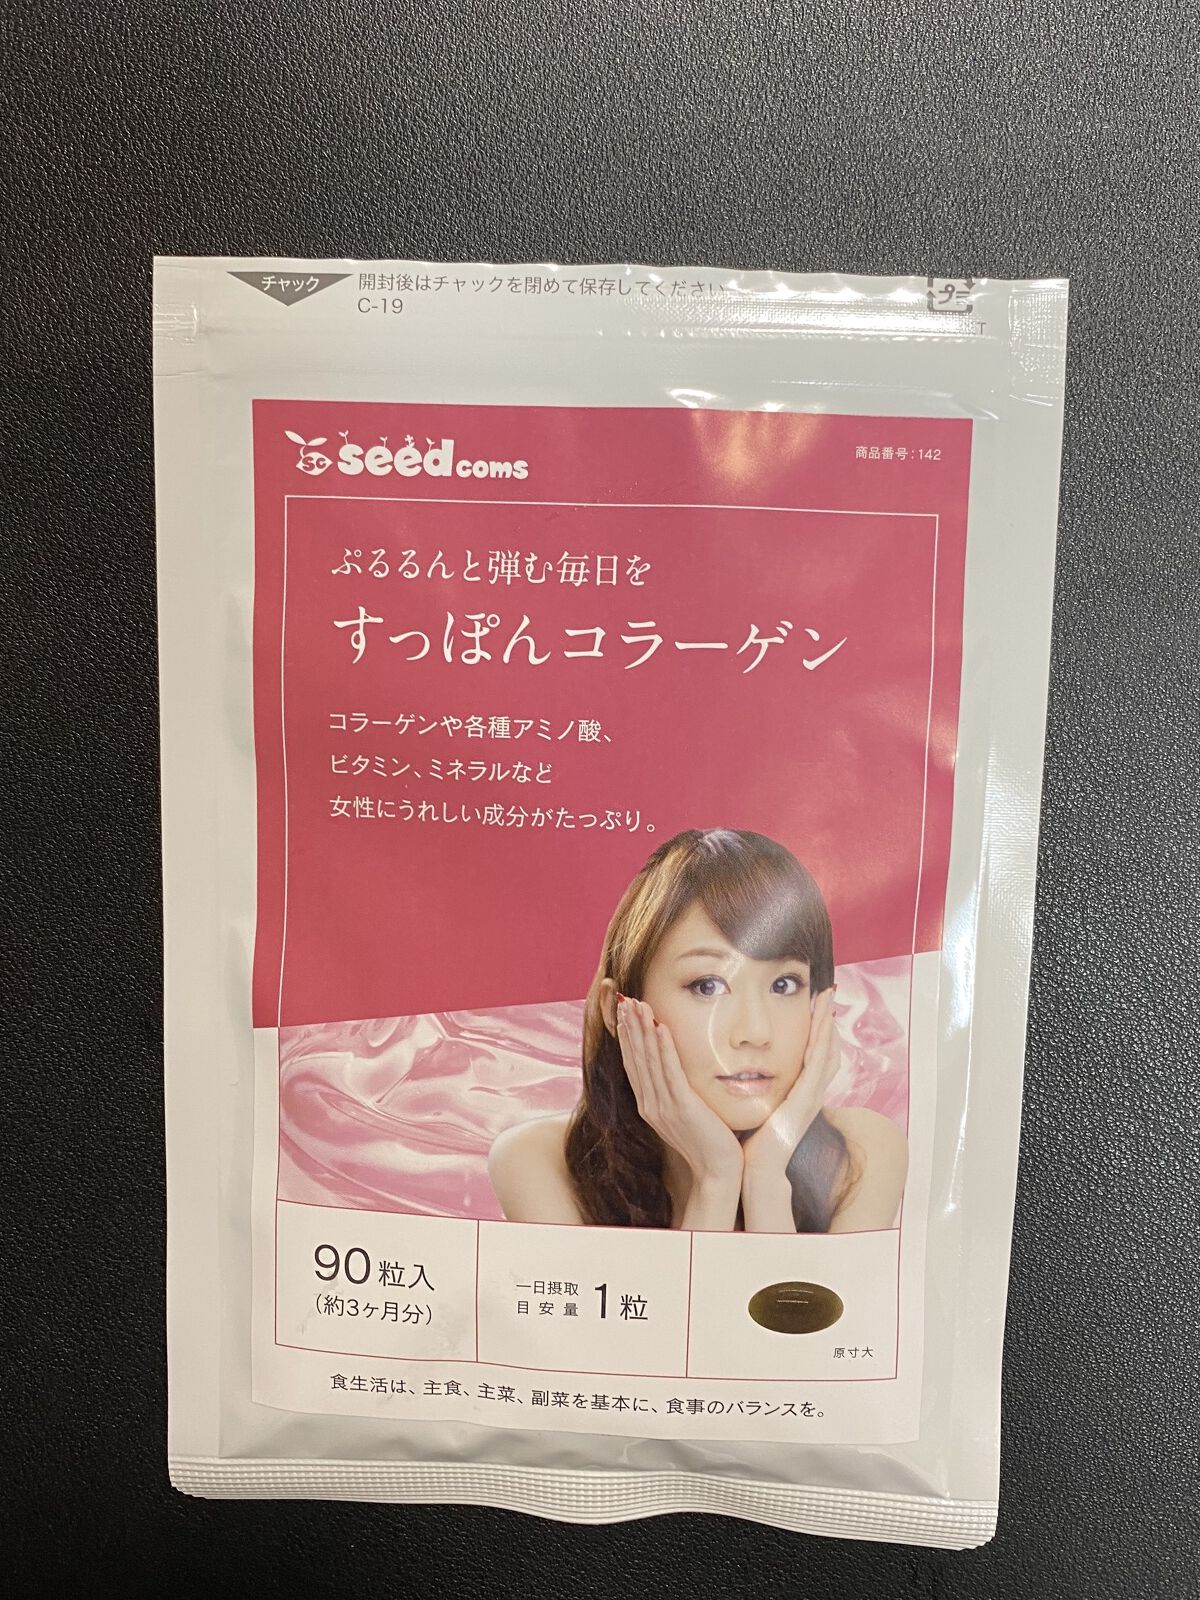 チャック
開封後はチャックを閉めて保存してください
C-19
プラ
sc seed coms
商品番号:142
ぷるるんと弾む毎日を
すっぽんコラーゲン
コラーゲンや各種アミノ酸、
ビタミン、ミネラルなど
女性にうれしい成分がたっぷり。
90粒入
(約3ヶ月分)
一日摂取
目安量 1粒
原寸大
食生活は、主食、主菜、副菜を基本に、食事のバランスを。